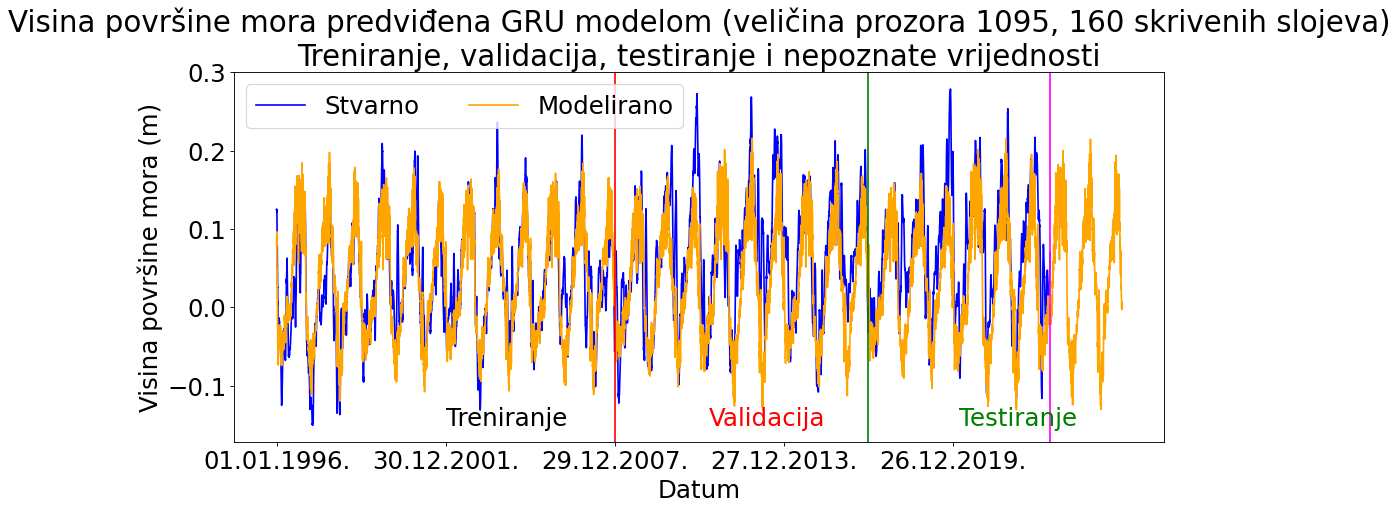 Visina površine mora predviđena GRU modelom (veličina prozora 1095, 160 skrivenih slojeva)
Treniranje, validacija, testiranje i nepoznate vrijednosti
Stvarno
Modelirano
Visina površine mora (m)
0.3
0.2
0.1
0.0
−0.1
Treniranje
Validacija
Testiranje
01.01.1996.
30.12.2001.
29.12.2007.
27.12.2013.
26.12.2019.
Datum